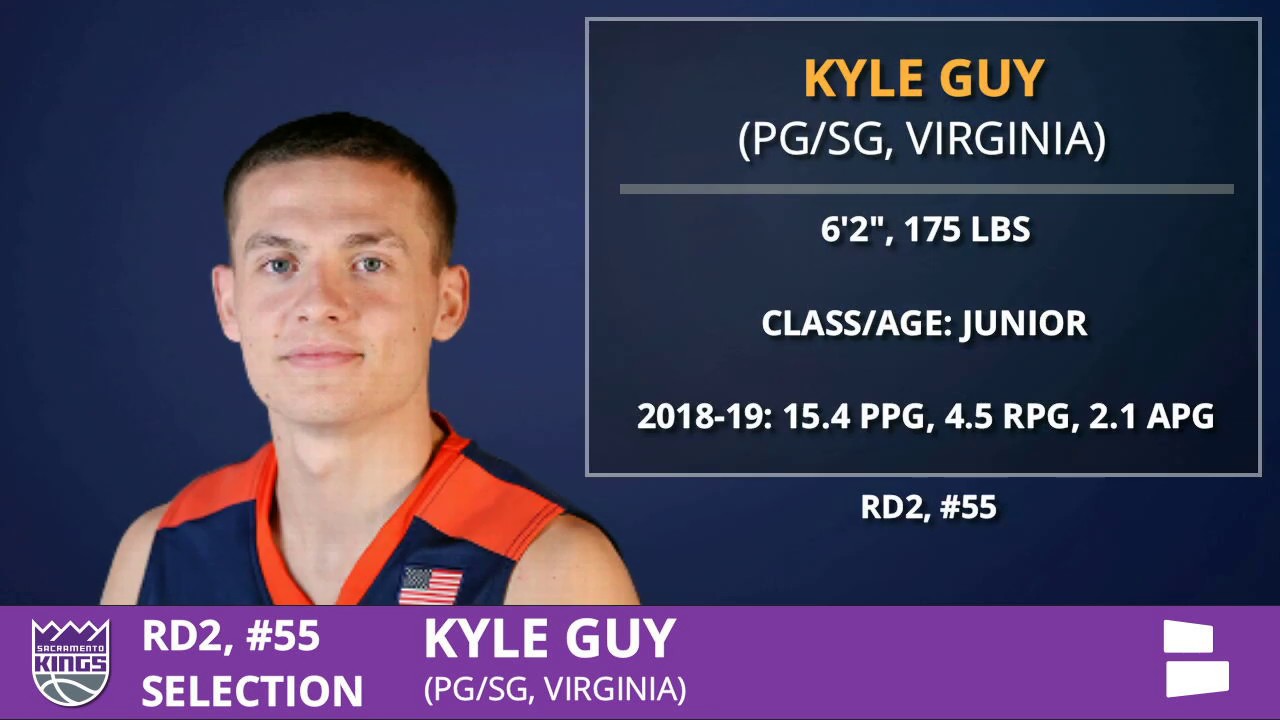 KYLE GUY
(PG/SG, VIRGINIA)
6'2", 175 LBS
CLASS/AGE: JUNIOR
2018-19: 15.4 PPG, 4.5 RPG, 2.1 APG
RD2, #55
SACRAMENTO
KINGS
RD2, #55
SELECTION
KYLE GUY
(PG/SG, VIRGINIA)